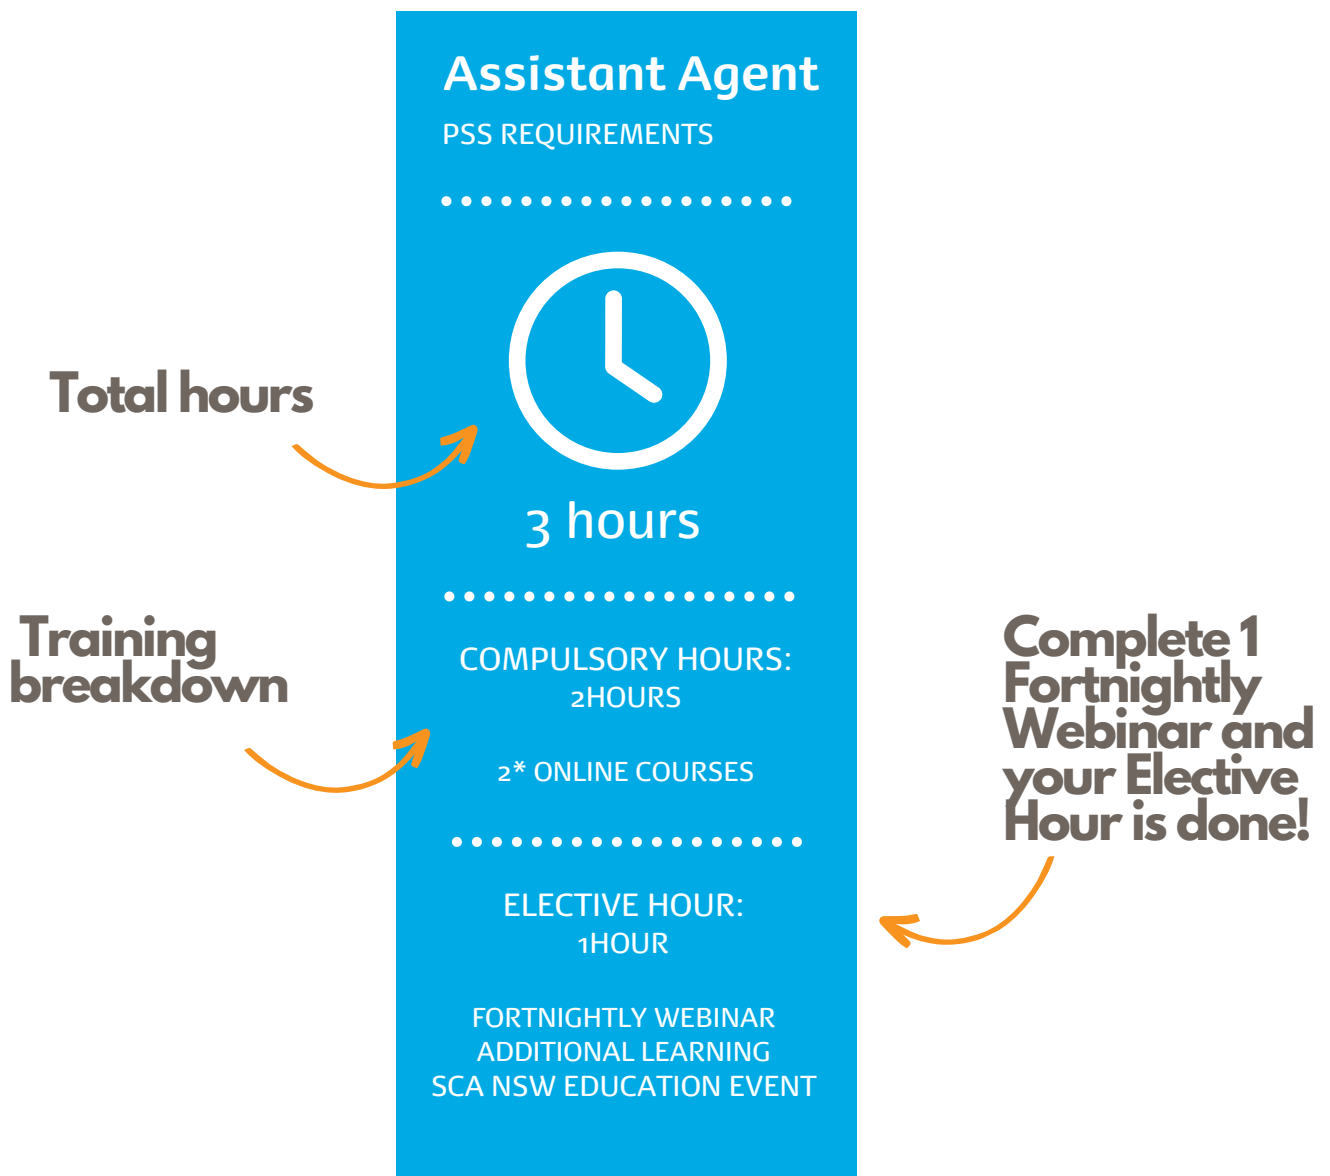 Assistant Agent
PSS REQUIREMENTS
Total hours
3 hours
Training
breakdown
COMPULSORY HOURS:
2HOURS
2* ONLINE COURSES
Complete 1
Fortnightly
Webinar and
your Elective
Hour is done!
ELECTIVE HOUR:
1HOUR
FORTNIGHTLY WEBINAR
ADDITIONAL LEARNING
SCA NSW EDUCATION EVENT